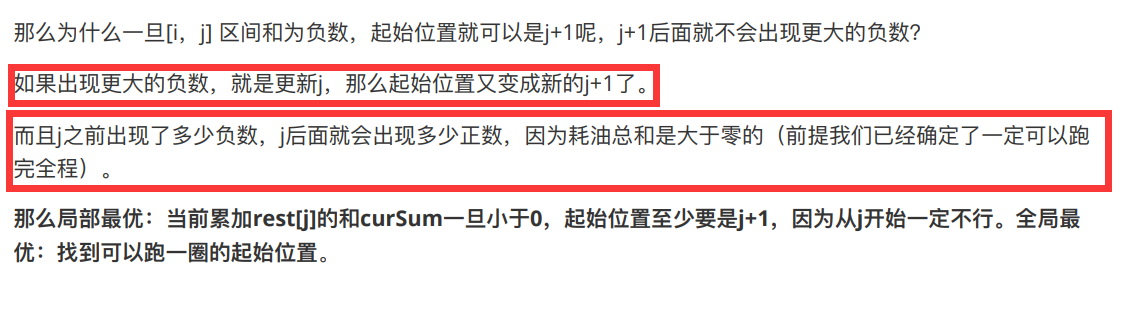 那么为什么一旦[i，j] 区间和为负数，起始位置就可以是j+1呢，j+1后面就不会出现更大的负数？
如果出现更大的负数，就是更新j，那么起始位置又变成新的j+1了。
而且j之前出现了多少负数，j后面就会出现多少正数，因为耗油总和是大于零的（前提我们已经确定了一定可以跑
完全程）。
那么局部最优：当前累加rest[j]的和curSum一旦小于0，起始位置至少要是j+1，因为从j开始一定不行。全局最
优：找到可以跑一圈的起始位置。